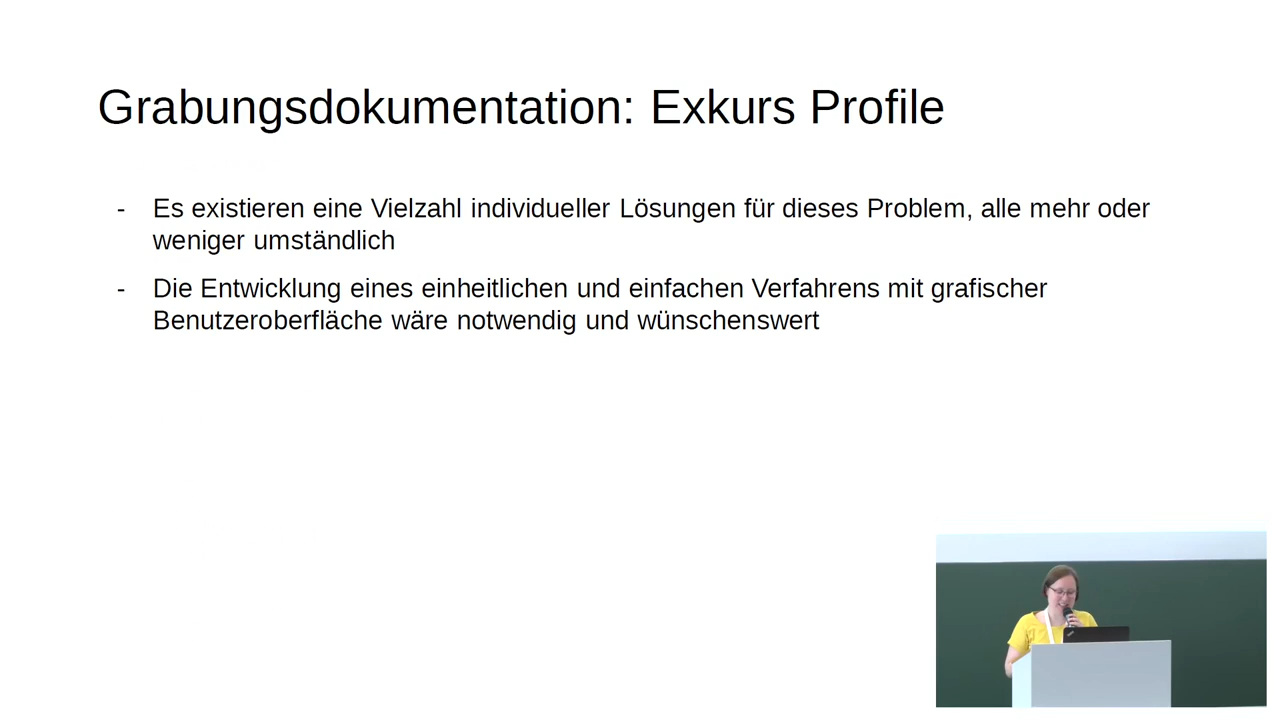 Grabungsdokumentation: Exkurs Profile
- Es existieren eine Vielzahl individueller Lösungen für dieses Problem, alle mehr oder
weniger umständlich
- Die Entwicklung eines einheitlichen und einfachen Verfahrens mit grafischer
Benutzeroberfläche wäre notwendig und wünschenswert